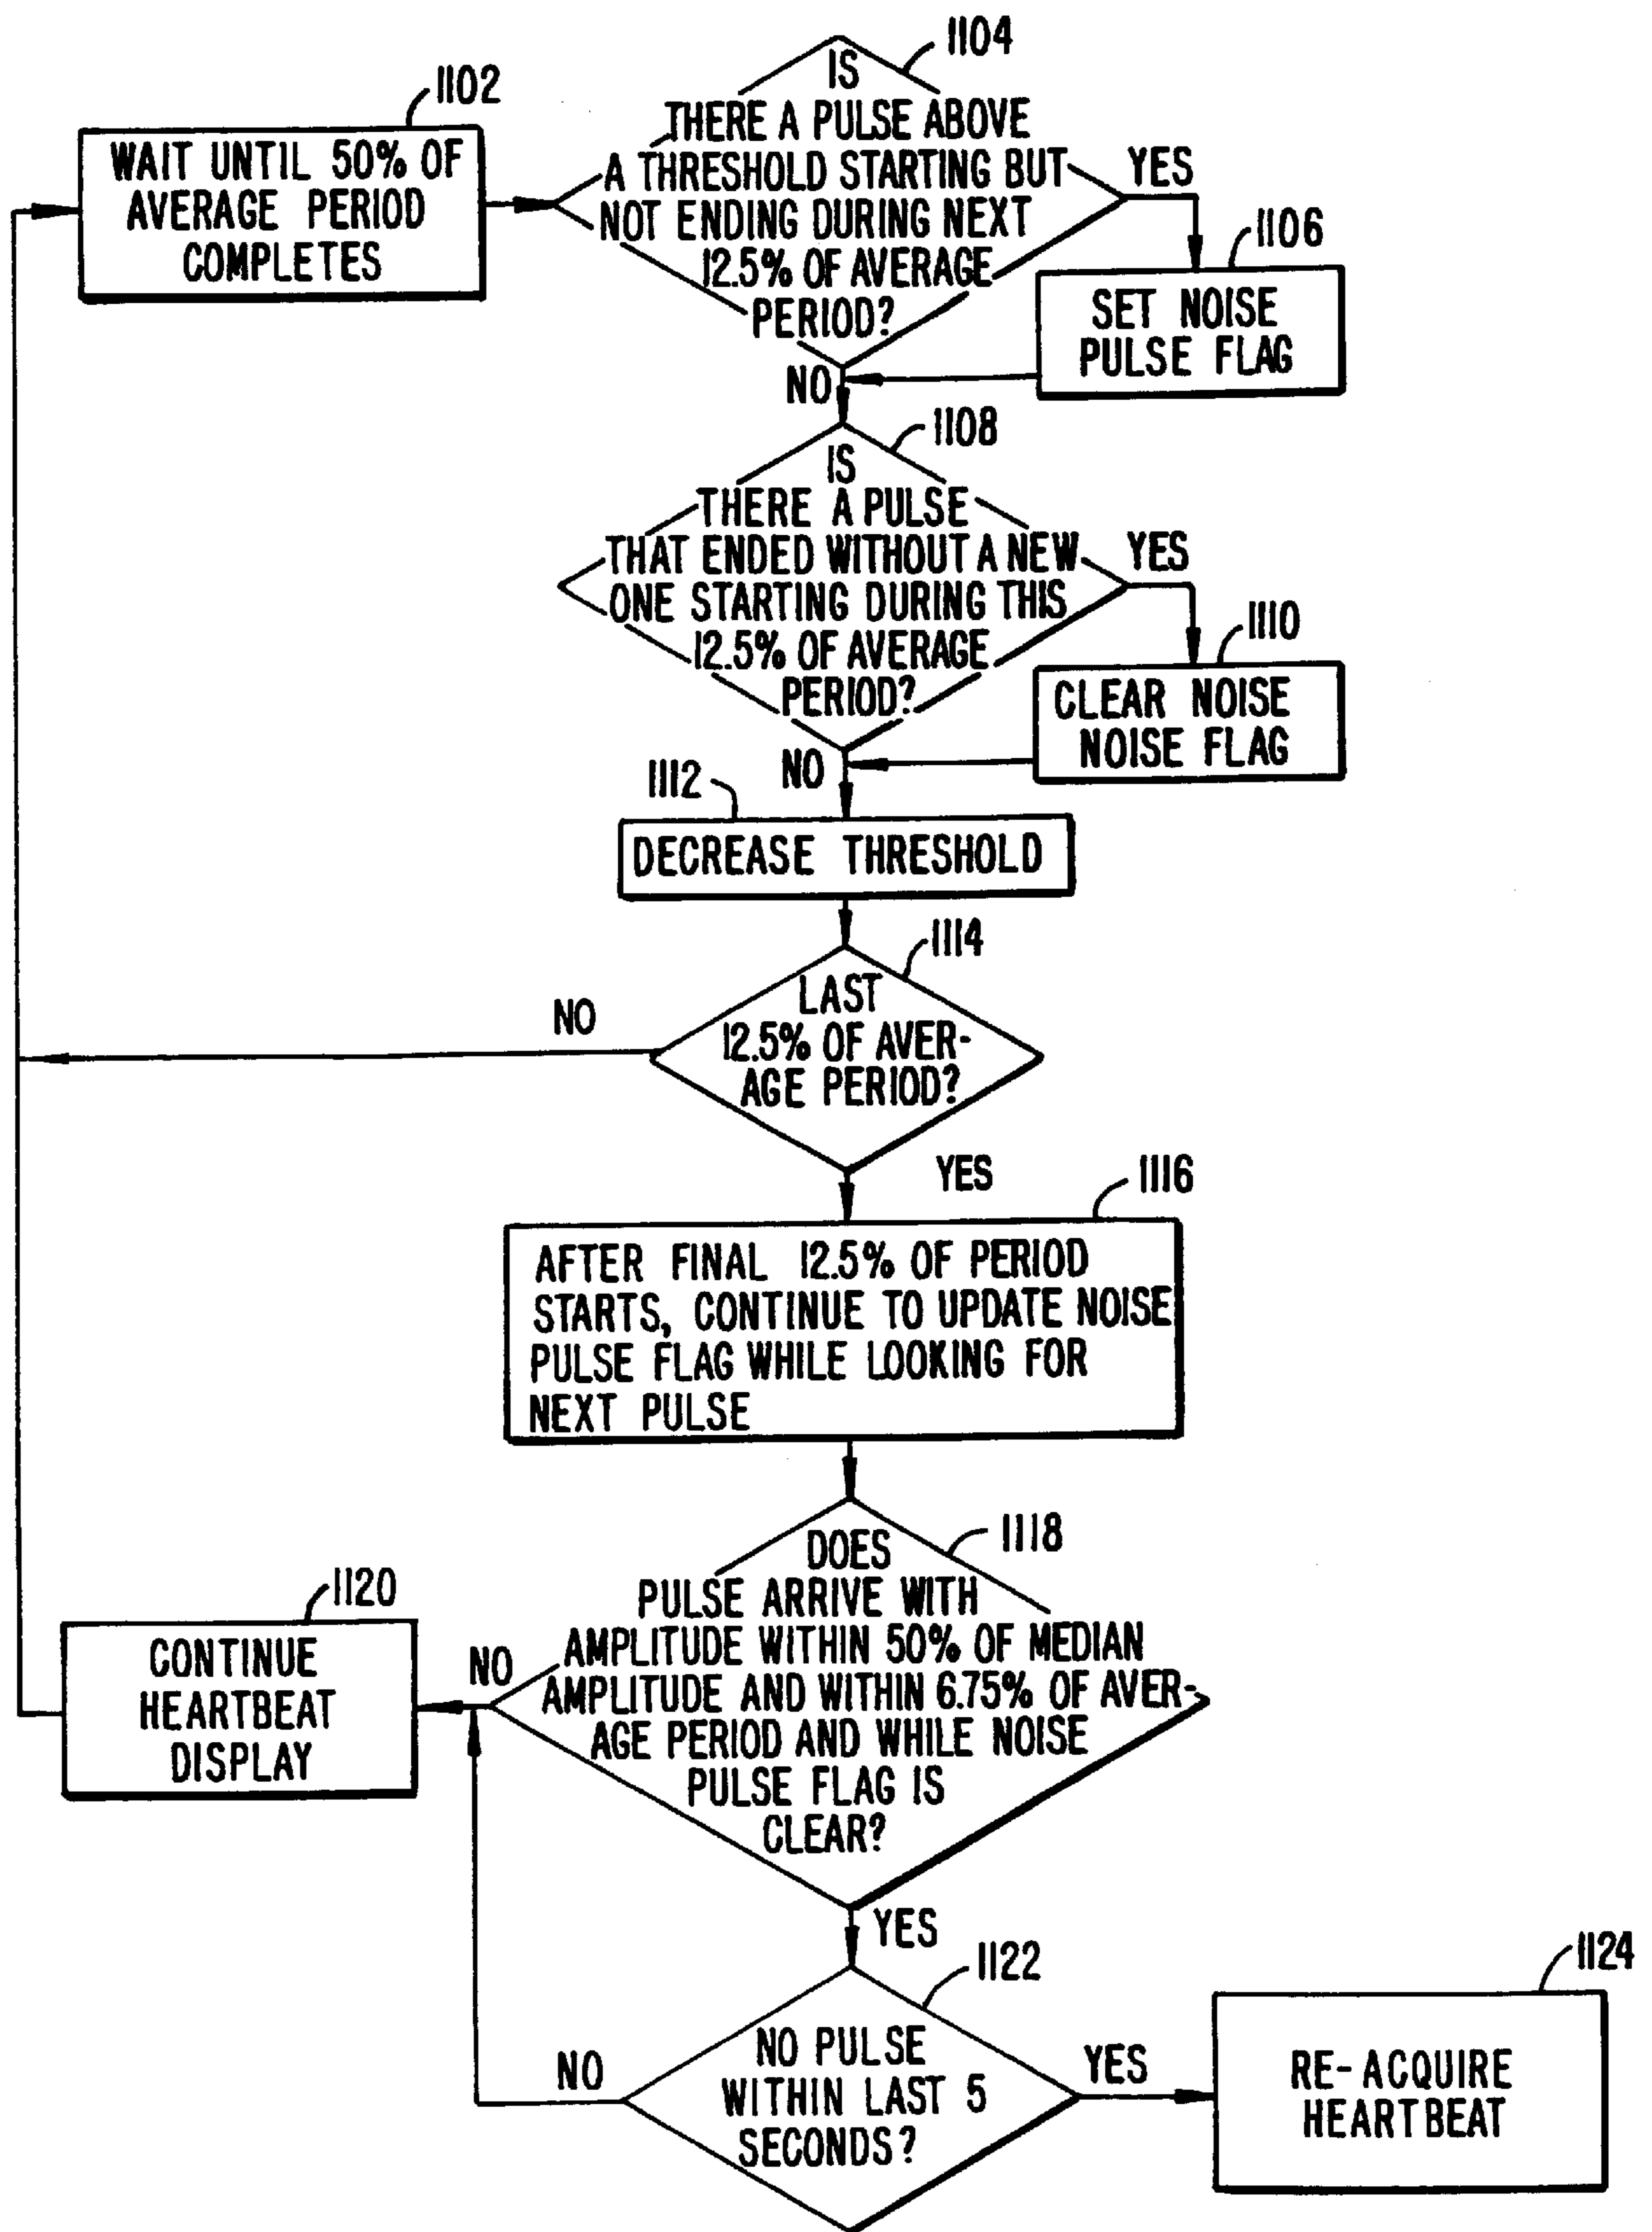 1102
WAIT UNTIL 50% OF
AVERAGE PERIOD
COMPLETES
1104
IS
THERE A PULSE ABOVE
A THRESHOLD STARTING BUT
NOT ENDING DURING NEXT
12.5% OF AVERAGE
PERIOD?
YES
1106
SET NOISE
PULSE FLAG
NO
1108
IS
THERE A PULSE
THAT ENDED WITHOUT A NEW
ONE STARTING DURING THIS
12.5% OF AVERAGE
PERIOD?
YES
1110
CLEAR NOISE
NOISE FLAG
NO
1112
DECREASE THRESHOLD
1114
LAST
12.5% OF AVER-
AGE PERIOD?
NO
YES
1116
AFTER FINAL 12.5% OF PERIOD
STARTS, CONTINUE TO UPDATE NOISE
PULSE FLAG WHILE LOOKING FOR
NEXT PULSE
1118
DOES
PULSE ARRIVE WITH
AMPLITUDE WITHIN 50% OF MEDIAN
AMPLITUDE AND WITHIN 6.75% OF AVER-
AGE PERIOD AND WHILE NOISE
PULSE FLAG IS
CLEAR?
NO
1120
CONTINUE
HEARTBEAT
DISPLAY
YES
1122
NO PULSE
WITHIN LAST 5
SECONDS?
NO
YES
1124
RE-ACQUIRE
HEARTBEAT